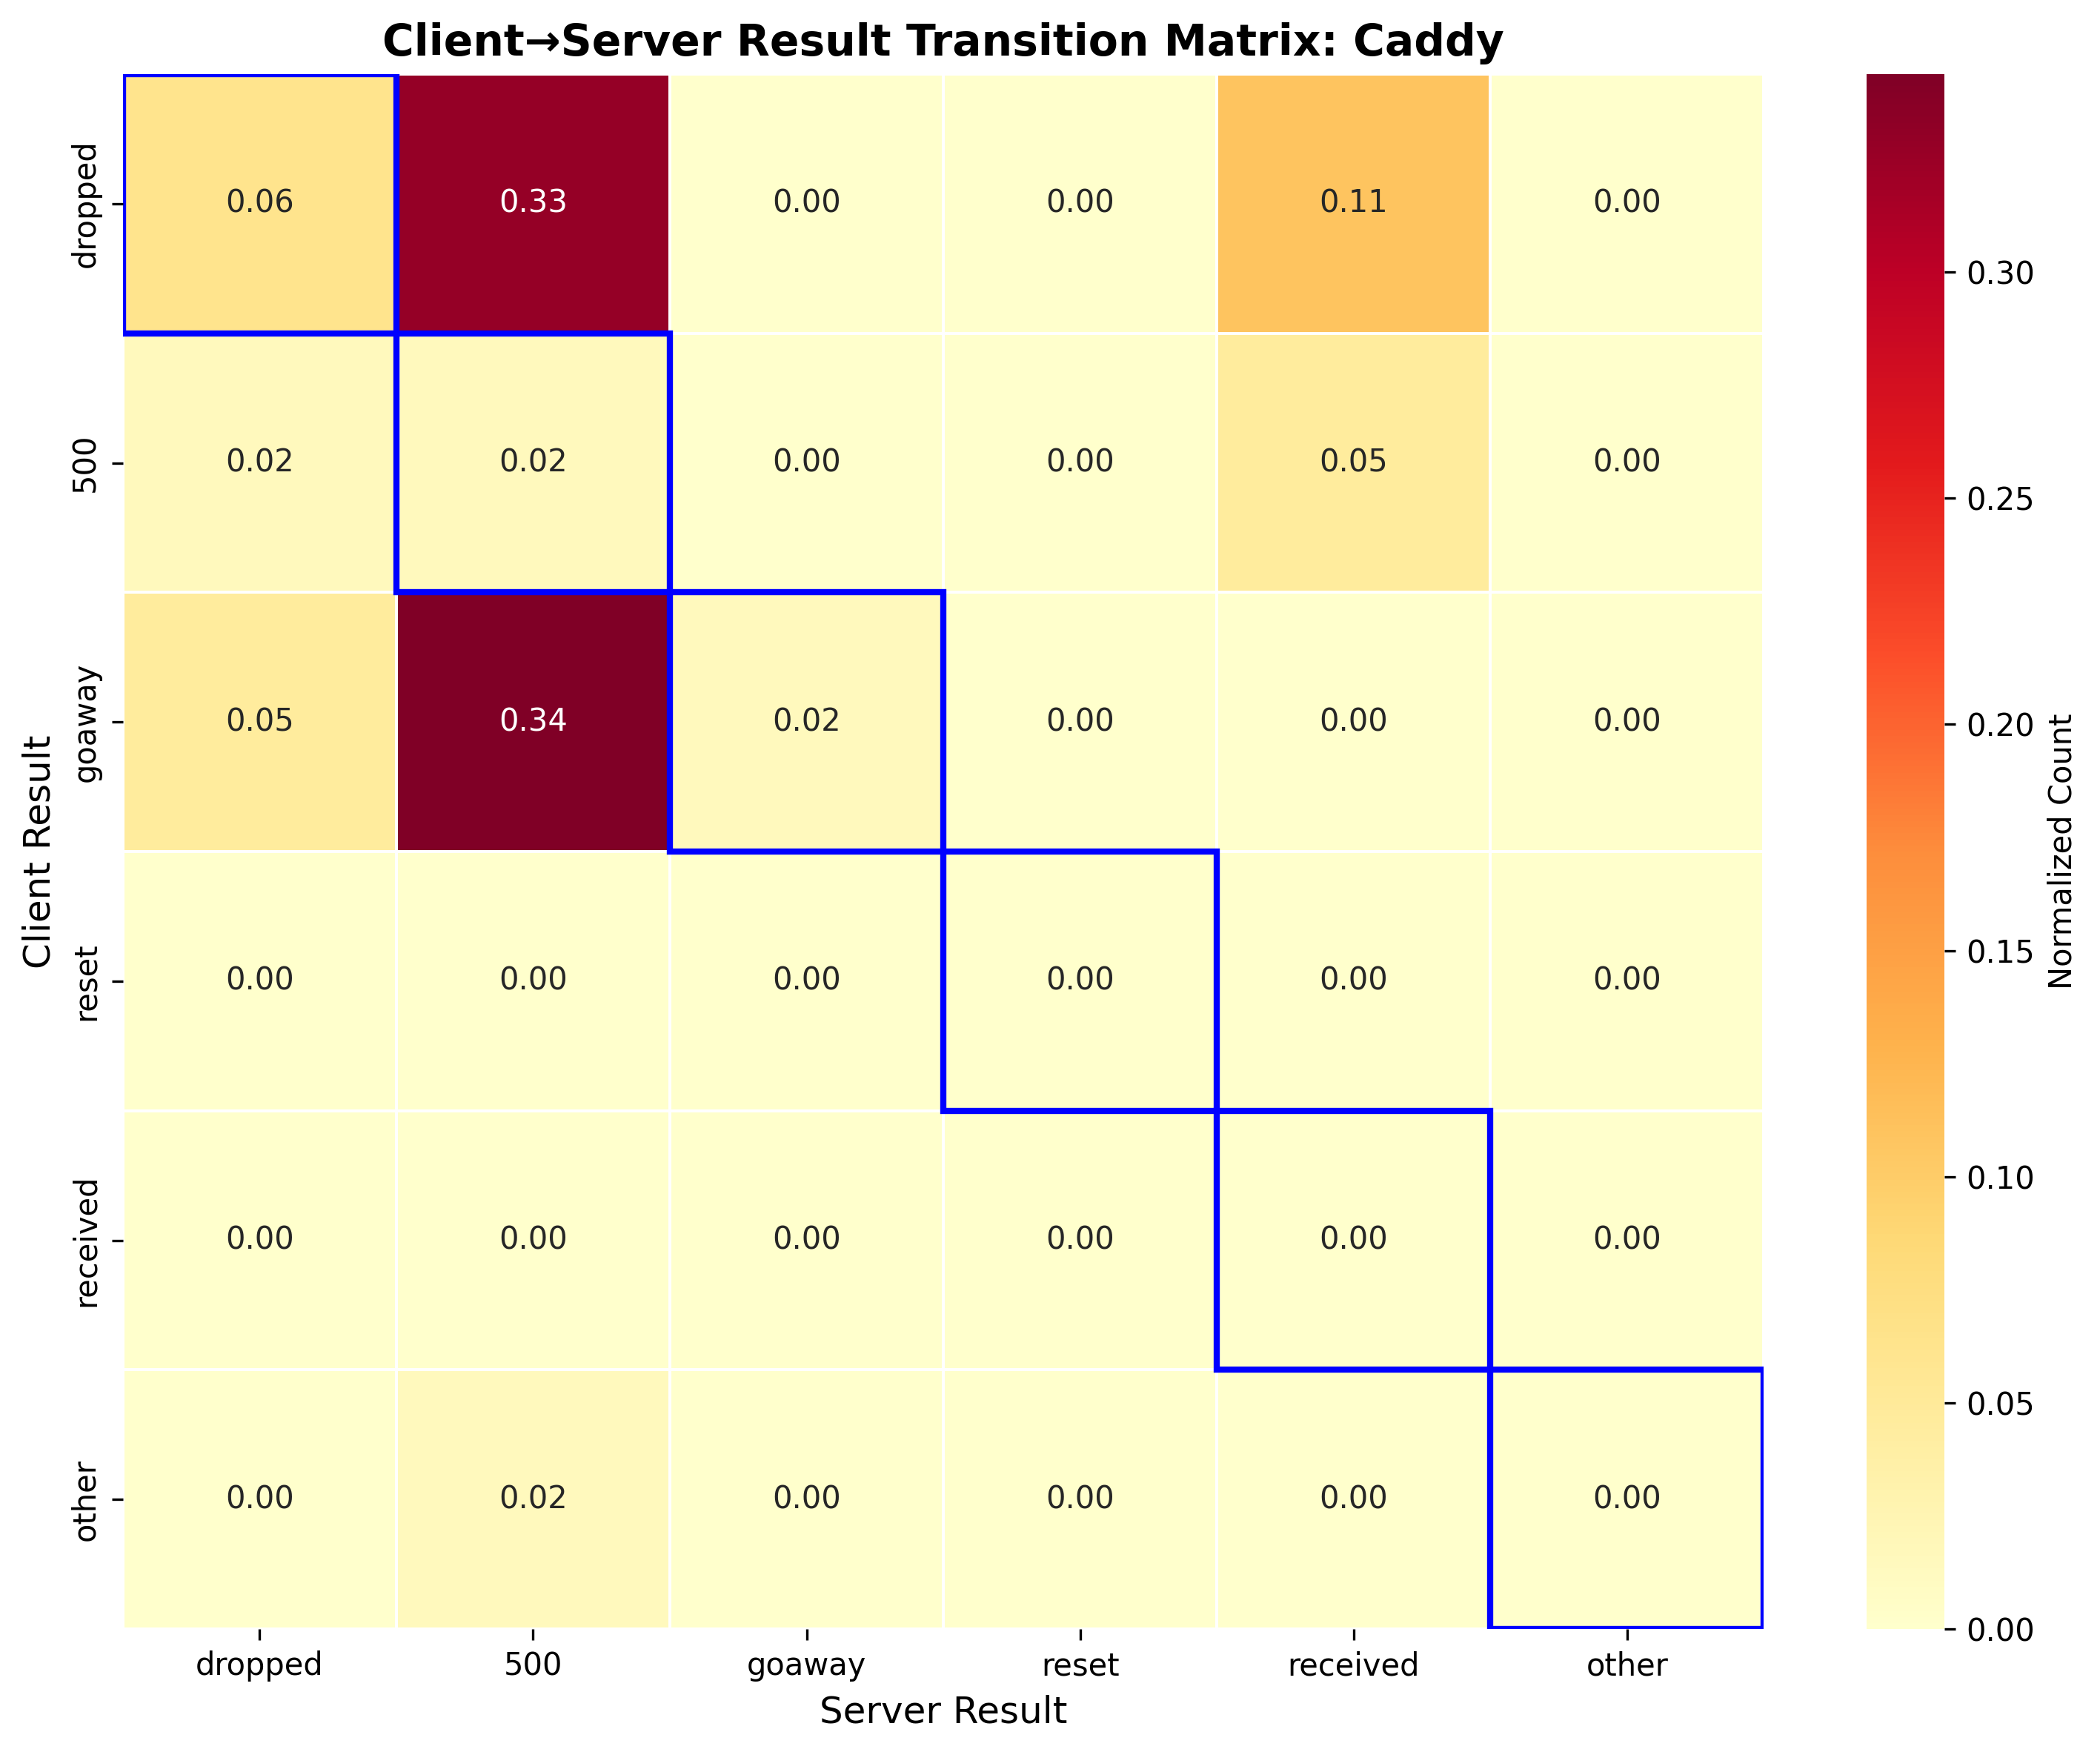 Client→Server Result Transition Matrix: Caddy
dropped 0.06 0.33 0.00 0.00 0.11 0.00
500 0.02 0.02 0.00 0.00 0.05 0.00
goaway 0.05 0.34 0.02 0.00 0.00 0.00
reset 0.00 0.00 0.00 0.00 0.00 0.00
received 0.00 0.00 0.00 0.00 0.00 0.00
other 0.00 0.02 0.00 0.00 0.00 0.00
dropped 500 goaway reset received other
Server Result
Client Result
0.30
0.25
0.20
0.15
0.10
0.05
0.00
Normalized Count